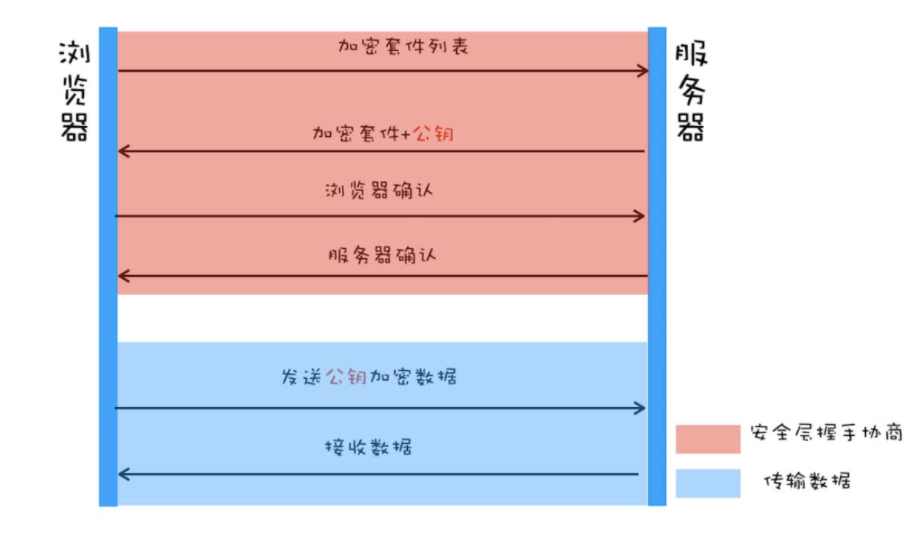 浏览器
服务器
加密套件列表
加密套件+公钥
浏览器确认
服务器确认
发送公钥加密数据
接收数据
安全层握手协商
传输数据